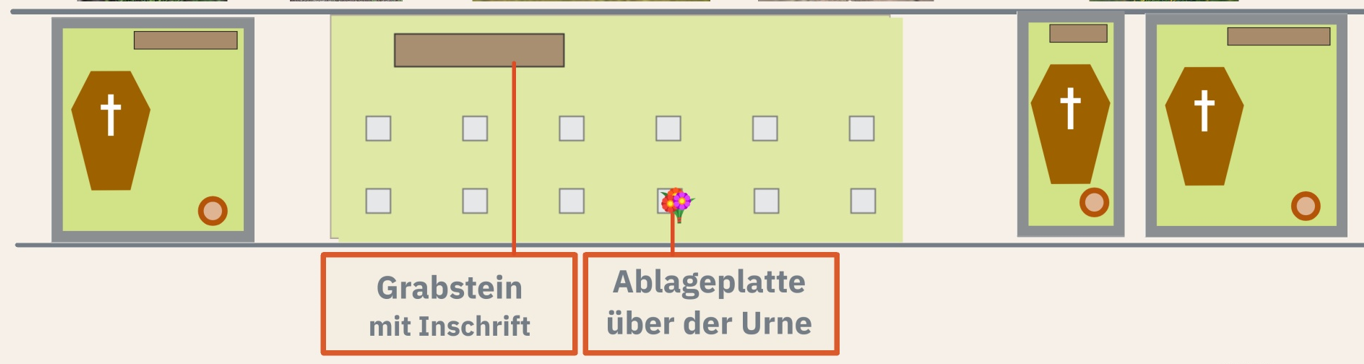 Grabstein
mit Inschrift
Ablageplatte
über der Urne